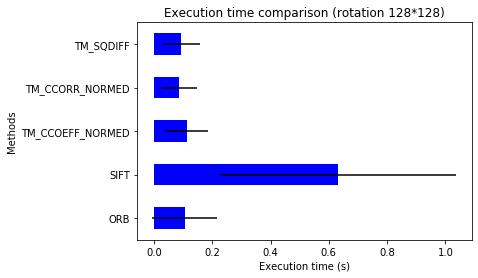 Execution time comparison (rotation 128*128)
Methods
TM_SQDIFF
TM_CCORR_NORMED
TM_CCOEFF_NORMED
SIFT
ORB
0.0 0.2 0.4 0.6 0.8 1.0
Execution time (s)